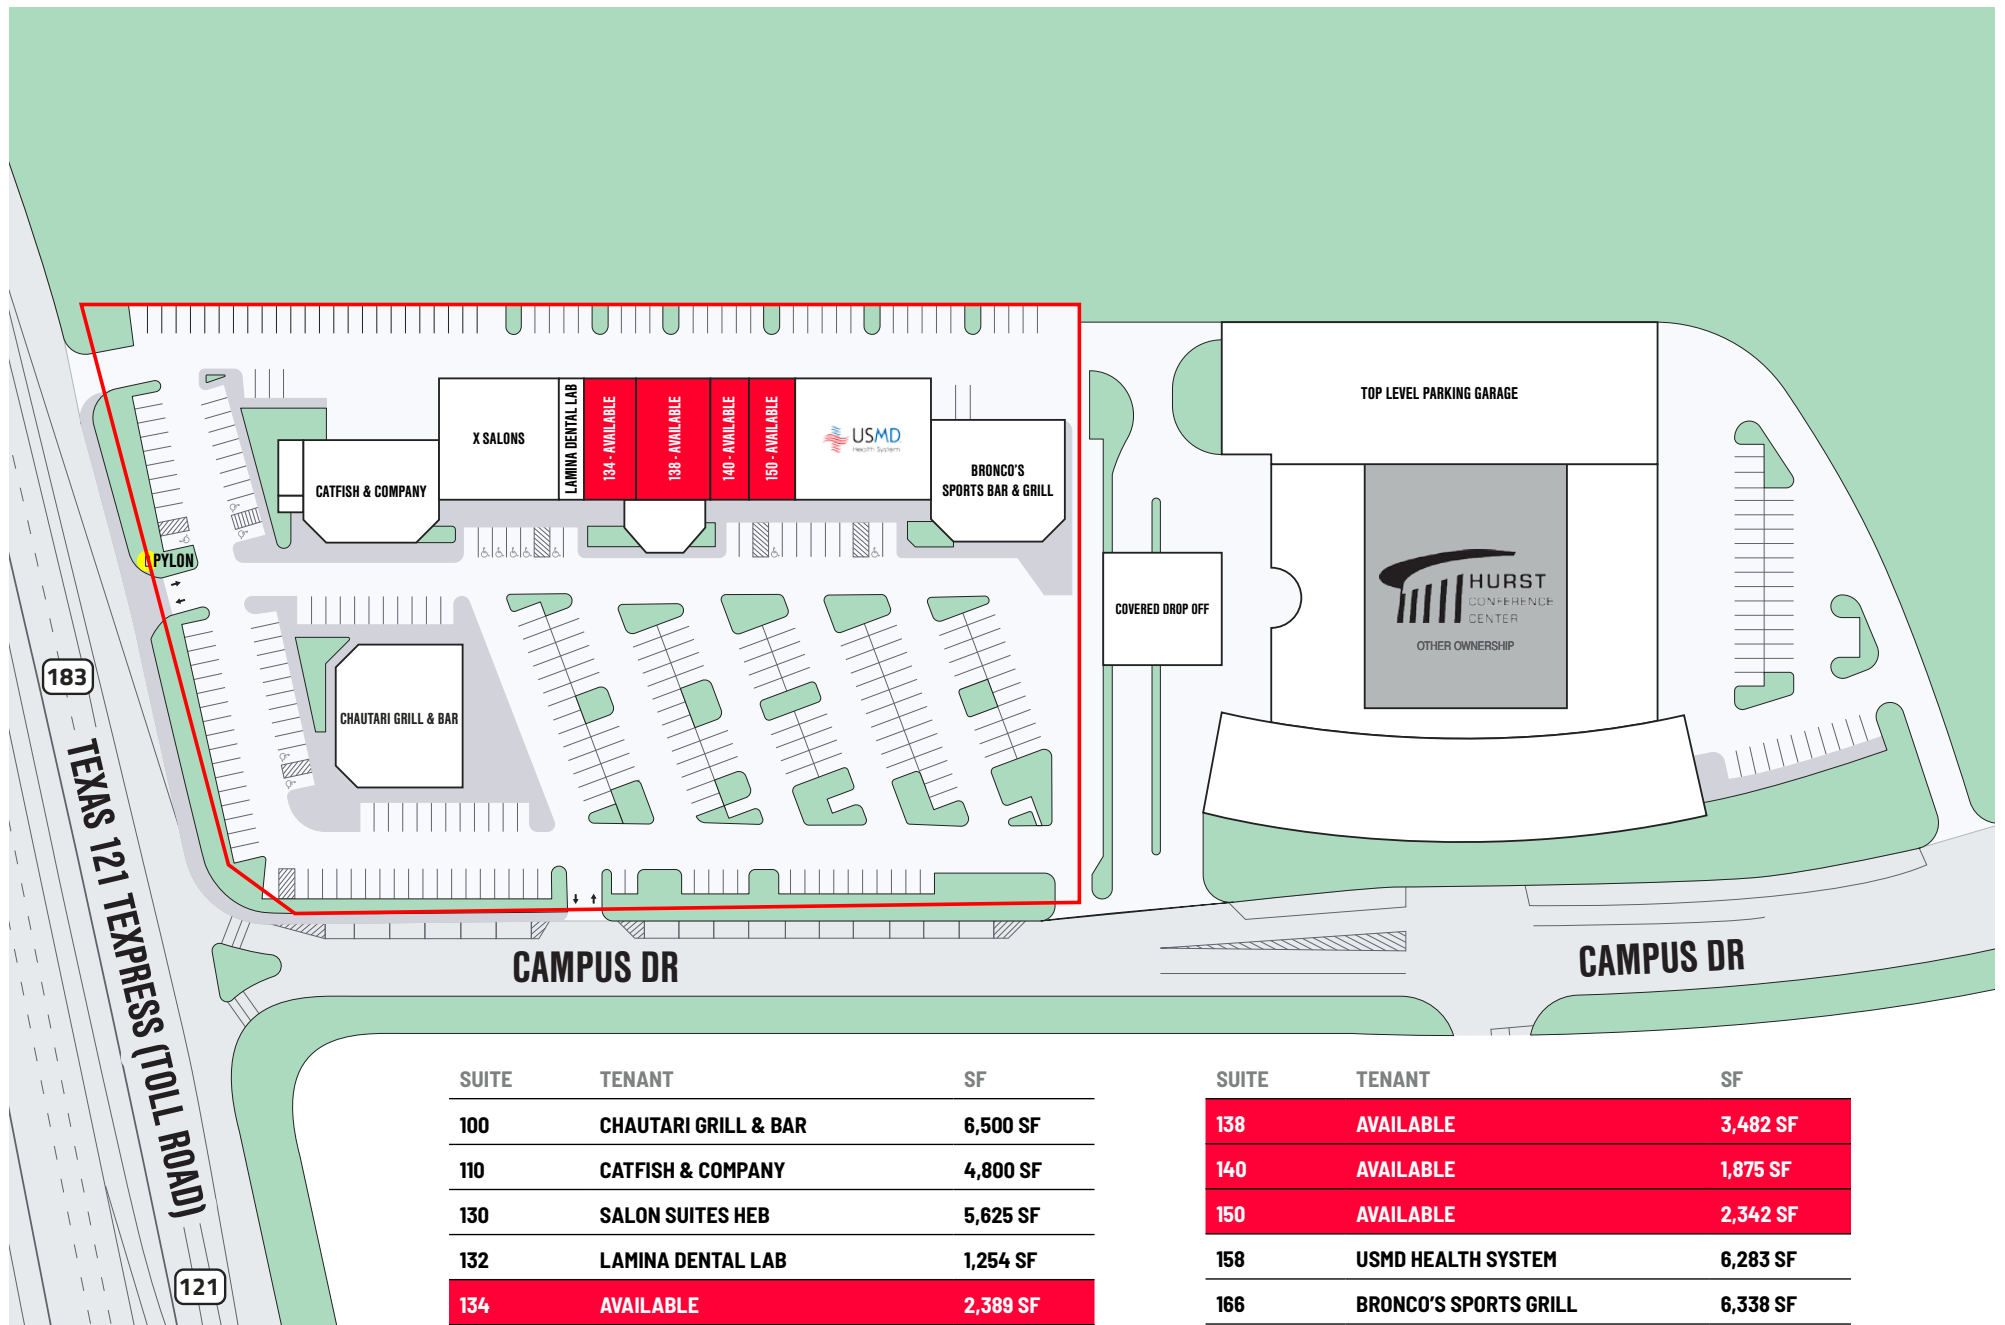 TOP LEVEL PARKING GARAGE
X SALONS
LAMINA DENTAL LAB
134 - AVAILABLE
138 - AVAILABLE
140 - AVAILABLE
150 - AVAILABLE
USMD
Health System
CATFISH & COMPANY
BRONCO'S
SPORTS BAR & GRILL
PYLON
COVERED DROP OFF
HURST
CONFERENCE
CENTER
OTHER OWNERSHIP
183
CHAUTARI GRILL & BAR
TEXAS 121 TEXPRESS (TOLL ROAD)
CAMPUS DR
CAMPUS DR
121
SUITE TENANT SF
100 CHAUTARI GRILL & BAR 6,500 SF
110 CATFISH & COMPANY 4,800 SF
130 SALON SUITES HEB 5,625 SF
132 LAMINA DENTAL LAB 1,254 SF
134 AVAILABLE 2,389 SF
SUITE TENANT SF
138 AVAILABLE 3,482 SF
140 AVAILABLE 1,875 SF
150 AVAILABLE 2,342 SF
158 USMD HEALTH SYSTEM 6,283 SF
166 BRONCO'S SPORTS GRILL 6,338 SF